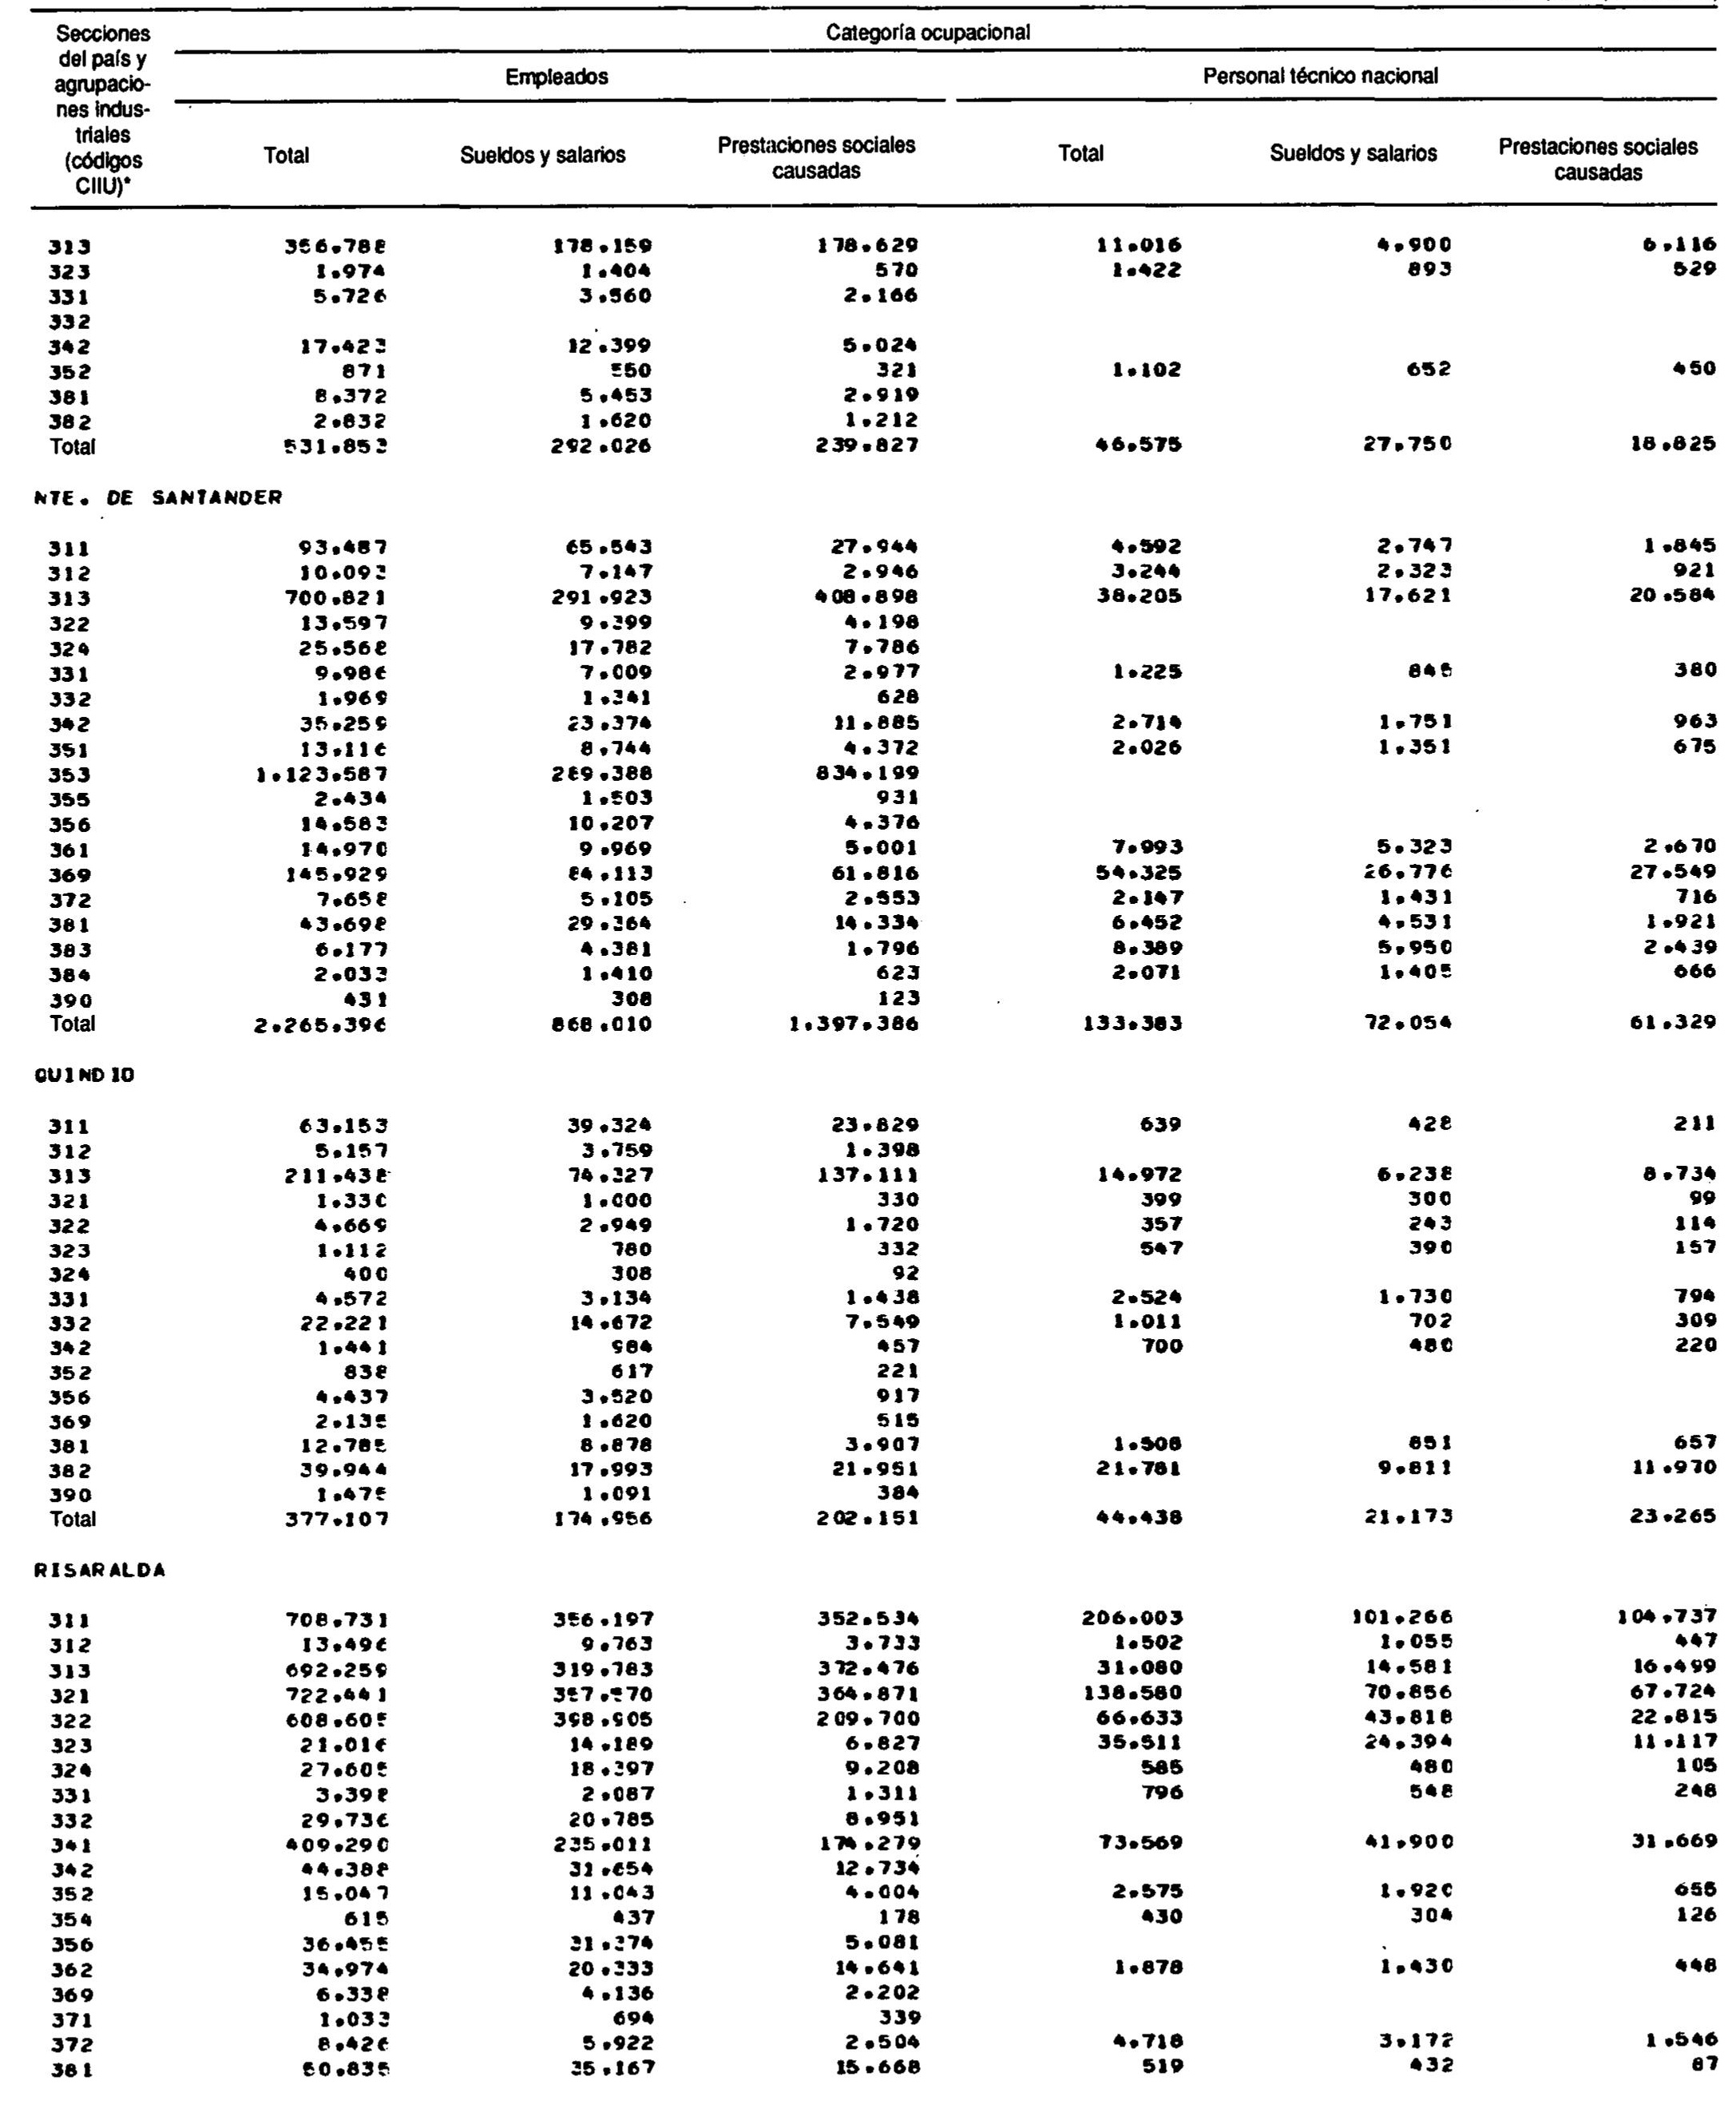 Secciones del país y agrupacio- nes indus- triales (códigos CIIU)* Categoría ocupacional
Empleados Personal técnico nacional
Total Sueldos y salarios Prestaciones sociales causadas Total Sueldos y salarios Prestaciones sociales causadas
313 356.788 178.159 178.629 11.016 4.900 6.116
323 1.974 1.404 570 1.422 893 529
331 5.726 3.560 2.166
332
342 17.423 12.399 5.024
352 871 550 321 1.102 652 450
381 8.372 5.453 2.919
382 2.832 1.620 1.212
Total 531.853 292.026 239.827 46.575 27.750 18.825
NTE. DE SANTANDER
311 93.487 65.543 27.944 4.592 2.747 1.845
312 10.093 7.147 2.946 3.244 2.323 921
313 700.821 291.923 408.898 38.205 17.621 20.584
322 13.597 9.399 4.198
324 25.568 17.782 7.786
331 9.986 7.009 2.977 1.225 845 380
332 1.969 1.341 628
342 35.259 23.374 11.885 2.714 1.751 963
351 13.116 8.744 4.372 2.026 1.351 675
353 1.123.587 289.388 834.199
355 2.434 1.503 931
356 14.583 10.207 4.376
361 14.970 9.969 5.001 7.993 5.323 2.670
369 145.929 84.113 61.816 54.325 26.776 27.549
372 7.658 5.105 2.553 2.147 1.431 716
381 43.698 29.364 14.334 6.452 4.531 1.921
383 6.177 4.381 1.796 8.389 5.950 2.439
384 2.033 1.410 623 2.071 1.405 666
390 431 308 123
Total 2.265.396 868.010 1.397.386 133.383 72.054 61.329
QUINDIO
311 63.153 39.324 23.829 639 428 211
312 5.157 3.759 1.398
313 211.438 74.327 137.111 14.972 6.238 8.734
321 1.330 1.000 330 399 300 99
322 4.669 2.949 1.720 357 243 114
323 1.112 780 332 547 390 157
324 400 308 92
331 4.572 3.134 1.438 2.524 1.730 794
332 22.221 14.672 7.549 1.011 702 309
342 1.441 984 457 700 480 220
352 838 617 221
356 4.437 3.520 917
369 2.135 1.620 515
381 12.785 8.878 3.907 1.508 851 657
382 39.944 17.993 21.951 21.781 9.811 11.970
390 1.475 1.091 384
Total 377.107 174.956 202.151 44.438 21.173 23.265
RISARALDA
311 708.731 356.197 352.534 206.003 101.266 104.737
312 13.496 9.763 3.733 1.502 1.055 447
313 692.259 319.783 372.476 31.080 14.581 16.499
321 722.441 357.570 364.871 138.580 70.856 67.724
322 608.605 398.905 209.700 66.633 43.818 22.815
323 21.016 14.189 6.827 35.511 24.394 11.117
324 27.605 18.397 9.208 585 480 105
331 3.398 2.087 1.311 796 548 248
332 29.736 20.785 8.951
341 409.290 235.011 174.279 73.569 41.900 31.669
342 44.388 31.654 12.734
352 15.047 11.043 4.004 2.575 1.920 655
354 615 437 178 430 304 126
356 36.455 31.374 5.081
362 34.974 20.333 14.641 1.878 1.430 448
369 6.338 4.136 2.202
371 1.033 694 339
372 8.426 5.922 2.504 4.718 3.172 1.546
381 50.835 35.167 15.668 519 432 87